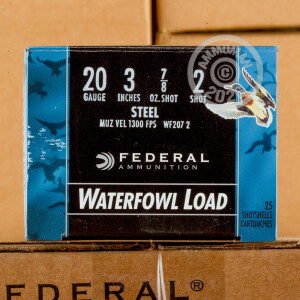 20 3 7/8 2
GAUGE INCHES OZ. SHOT SHOT
STEEL
MUZ VEL 1300 FPS WF207 2
FEDERAL
AMMUNITION
WATERFOWL LOAD
25
SHOTSHELLS
CARTOUCHES
FEDERAL®